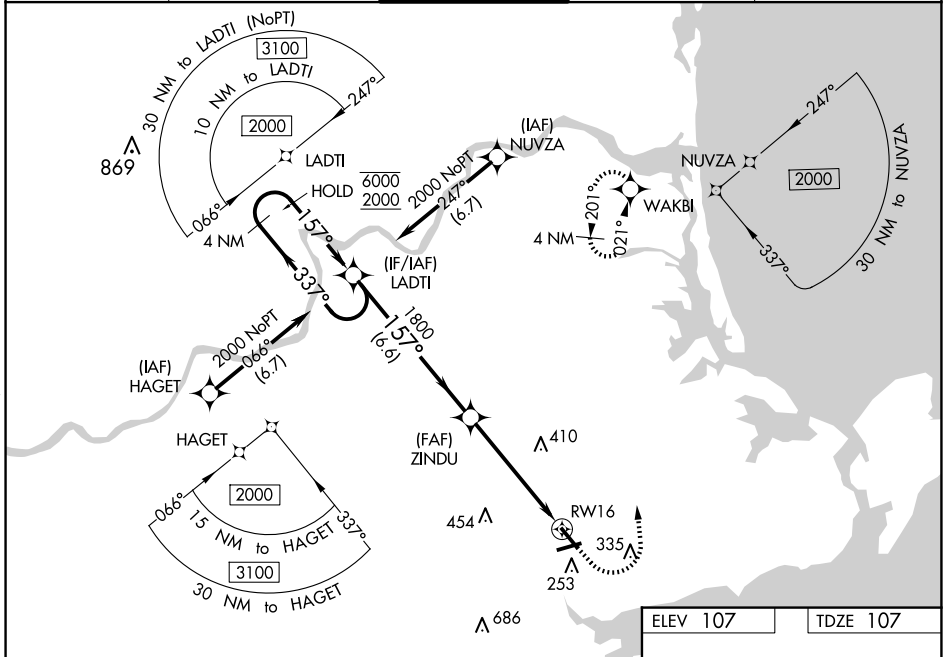 30 NM to LADTI (NoPT)
3100
10 NM to LADTI
2000
247°
LADTI
066°
869
HOLD 6000
2000
4 NM
157°
337°
(IF/IAF)
LADTI
(IAF)
NUVZA
2000 NoPT
247°
(6.7)
201°
021°
4 NM
WAKBI
NUVZA
247°
2000
337°
30 NM to NUVZA
2000 NoPT
066°
(6.7)
(IAF)
HAGET
1800
157°
(6.6)
(FAF)
ZINDU
410
HAGET
066°
2000
337°
15 NM to HAGET
3100
30 NM to HAGET
454
RW16
335
253
686
ELEV 107
TDZE 107